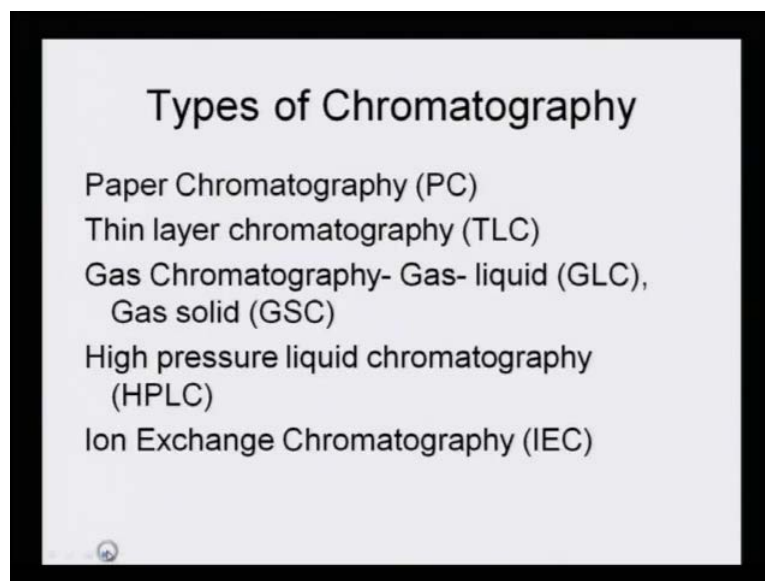 Types of Chromatography
Paper Chromatography (PC)
Thin layer chromatography (TLC)
Gas Chromatography- Gas- liquid (GLC),
Gas solid (GSC)
High pressure liquid chromatography
(HPLC)
Ion Exchange Chromatography (IEC)